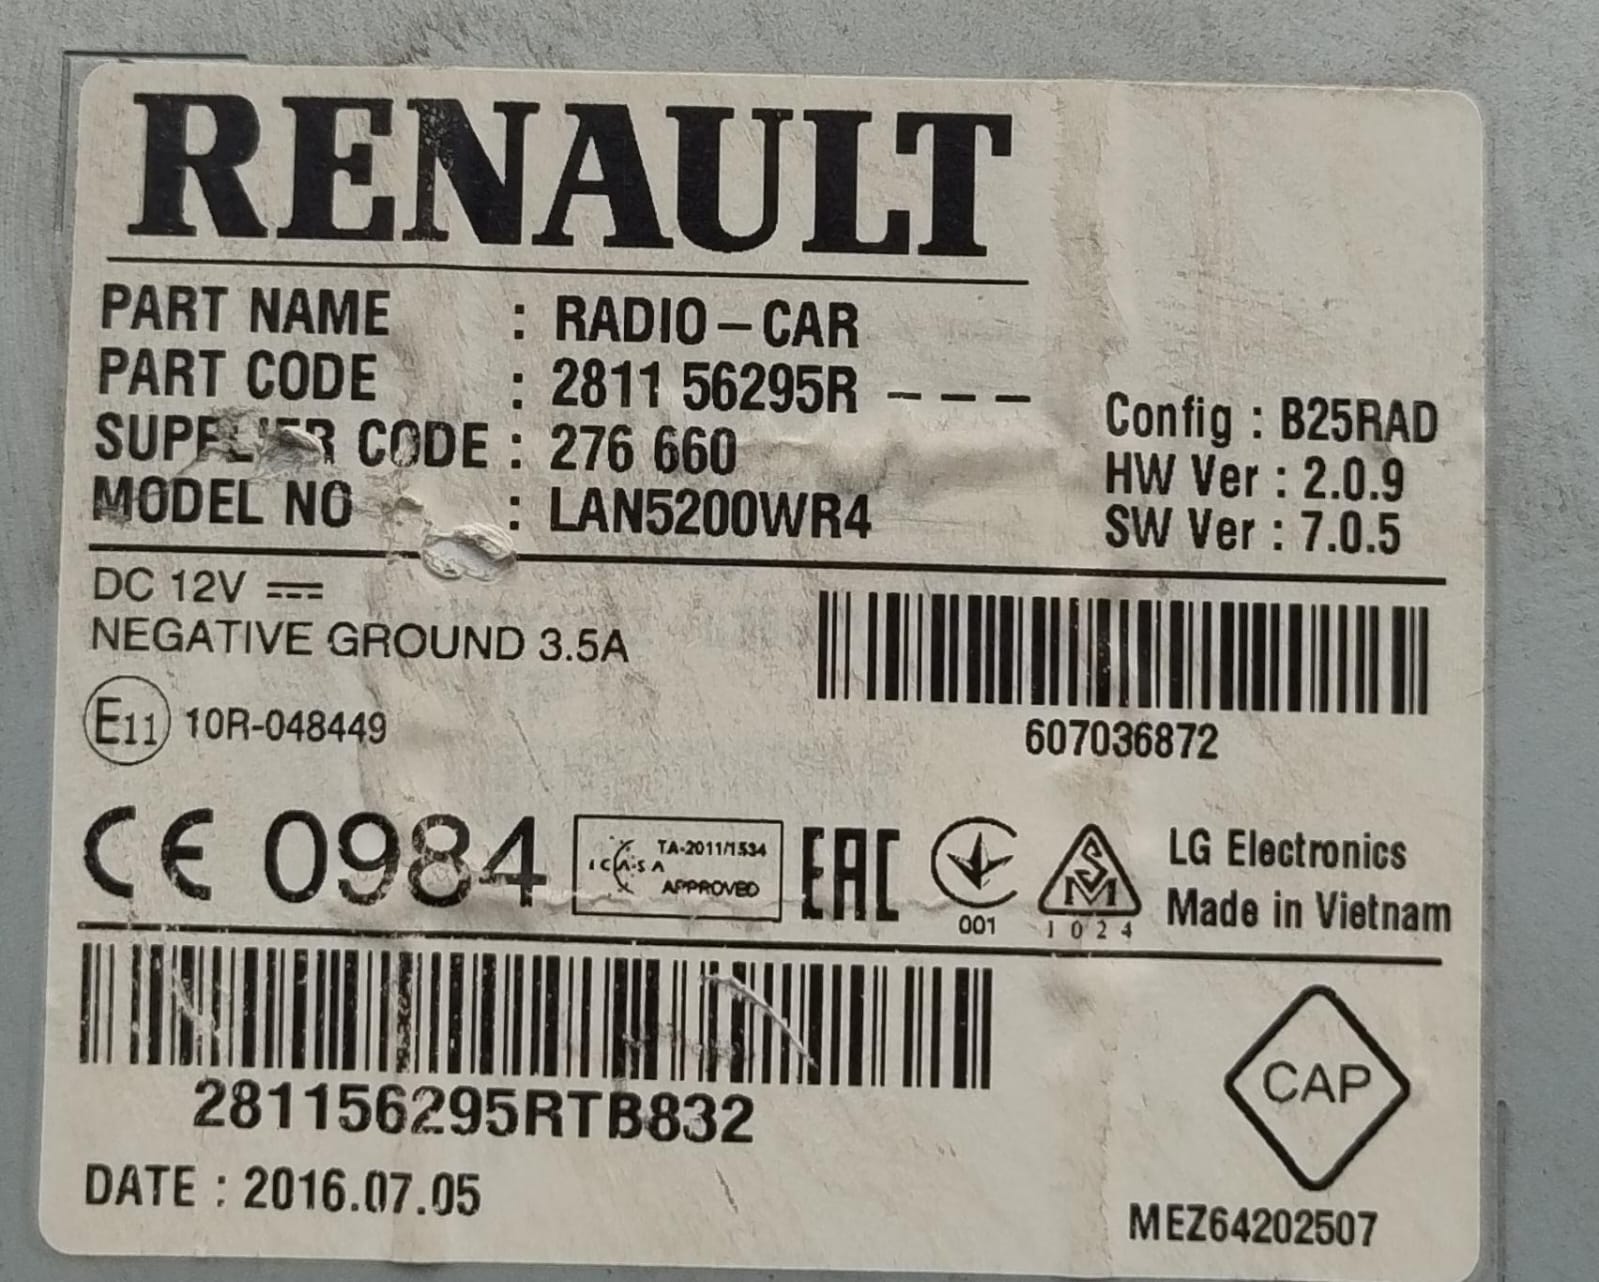 RENAULT
PART NAME : RADIO-CAR
PART CODE : 2811 56295R ---
SUPPLIER CODE : 276 660
MODEL NO : LAN5200WR4
Config : B25RAD
HW Ver : 2.0.9
SW Ver : 7.0.5
DC 12V
NEGATIVE GROUND 3.5A
607036872
E11 10R-048449
CE 0984
ICASA
TA-2011/1534
APPROVED
EAC
001
SM
1024
LG Electronics
Made in Vietnam
281156295RTB832
DATE : 2016.07.05
CAP
MEZ64202507